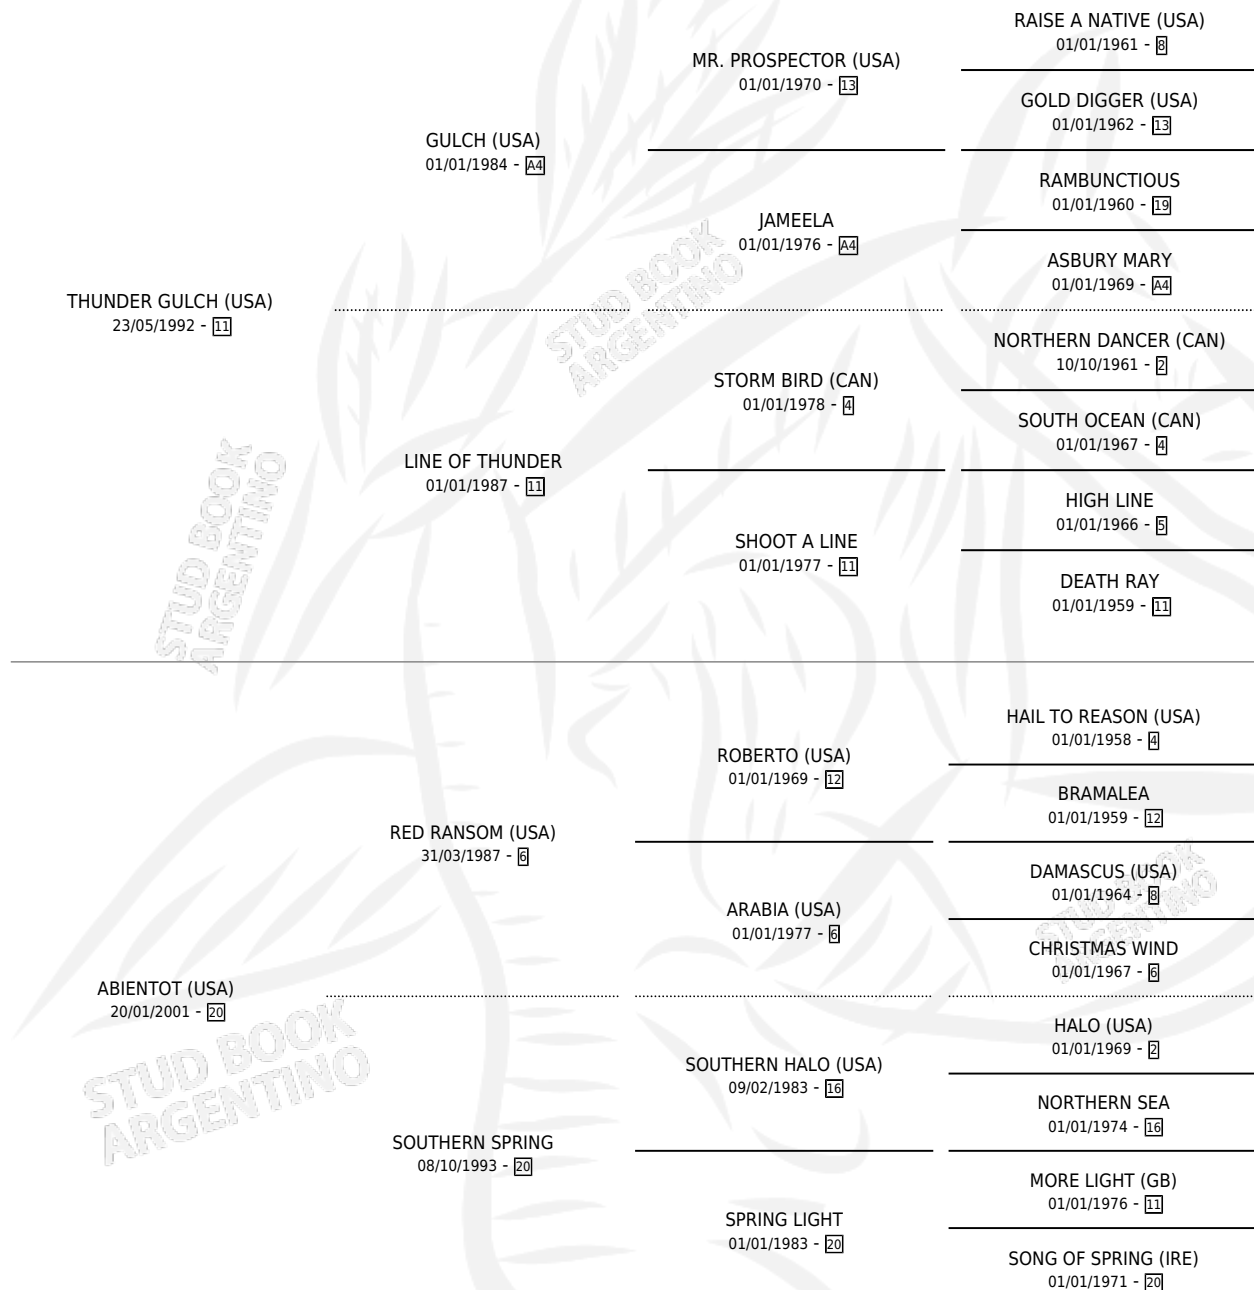 RAISE A NATIVE (USA)
01/01/1961 - 8
MR. PROSPECTOR (USA)
01/01/1970 - 13
GOLD DIGGER (USA)
01/01/1962 - 13
GULCH (USA)
01/01/1984 - A4
RAMBUNCTIOUS
01/01/1960 - 19
JAMEELA
01/01/1976 - A4
ASBURY MARY
01/01/1969 - A4
THUNDER GULCH (USA)
23/05/1992 - 11
NORTHERN DANCER (CAN)
10/10/1961 - 2
STORM BIRD (CAN)
01/01/1978 - 4
SOUTH OCEAN (CAN)
01/01/1967 - 4
LINE OF THUNDER
01/01/1987 - 11
HIGH LINE
01/01/1966 - 5
SHOOT A LINE
01/01/1977 - 11
DEATH RAY
01/01/1959 - 11
HAIL TO REASON (USA)
01/01/1958 - 4
ROBERTO (USA)
01/01/1969 - 12
BRAMALEA
01/01/1959 - 12
RED RANSOM (USA)
31/03/1987 - 6
DAMASCUS (USA)
01/01/1964 - 8
ARABIA (USA)
01/01/1977 - 6
CHRISTMAS WIND
01/01/1967 - 6
ABIENTOT (USA)
20/01/2001 - 20
HALO (USA)
01/01/1969 - 2
SOUTHERN HALO (USA)
09/02/1983 - 16
NORTHERN SEA
01/01/1974 - 16
SOUTHERN SPRING
08/10/1993 - 20
MORE LIGHT (GB)
01/01/1976 - 11
SPRING LIGHT
01/01/1983 - 20
SONG OF SPRING (IRE)
01/01/1971 - 20
STUD BOOK
ARGENTINO
STUD BOOK
ARGENTINO
STUD BOOK
ARGENTINO
STUD BOOK
ARGENTINO